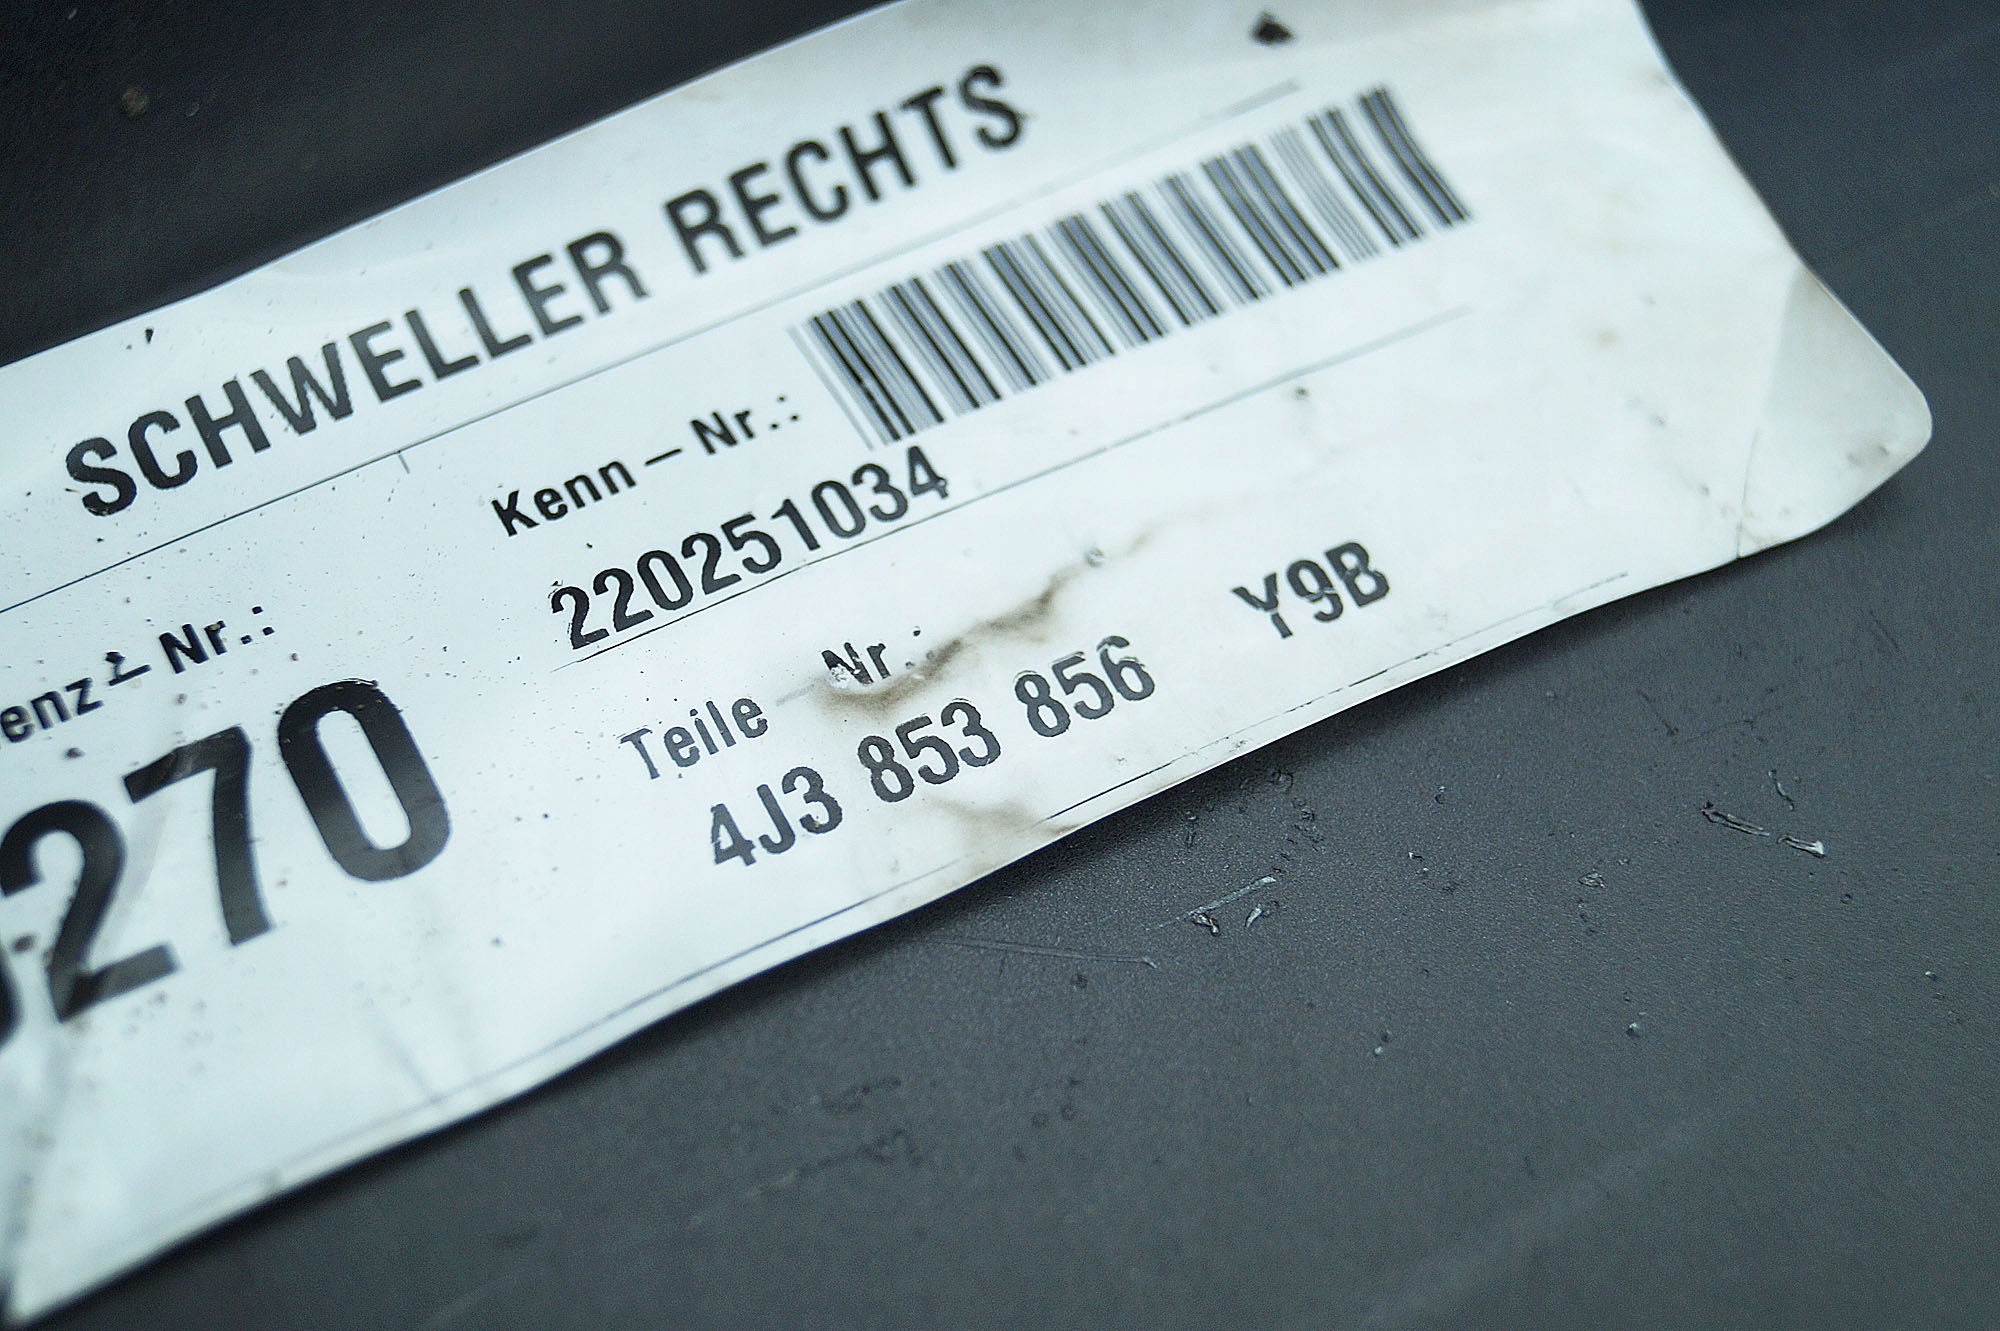 SCHWELLER RECHTS
Kenn-Nr.:
220251034
enz-Nr.:
270
Teile-Nr.:
4J3 853 856 Y9B